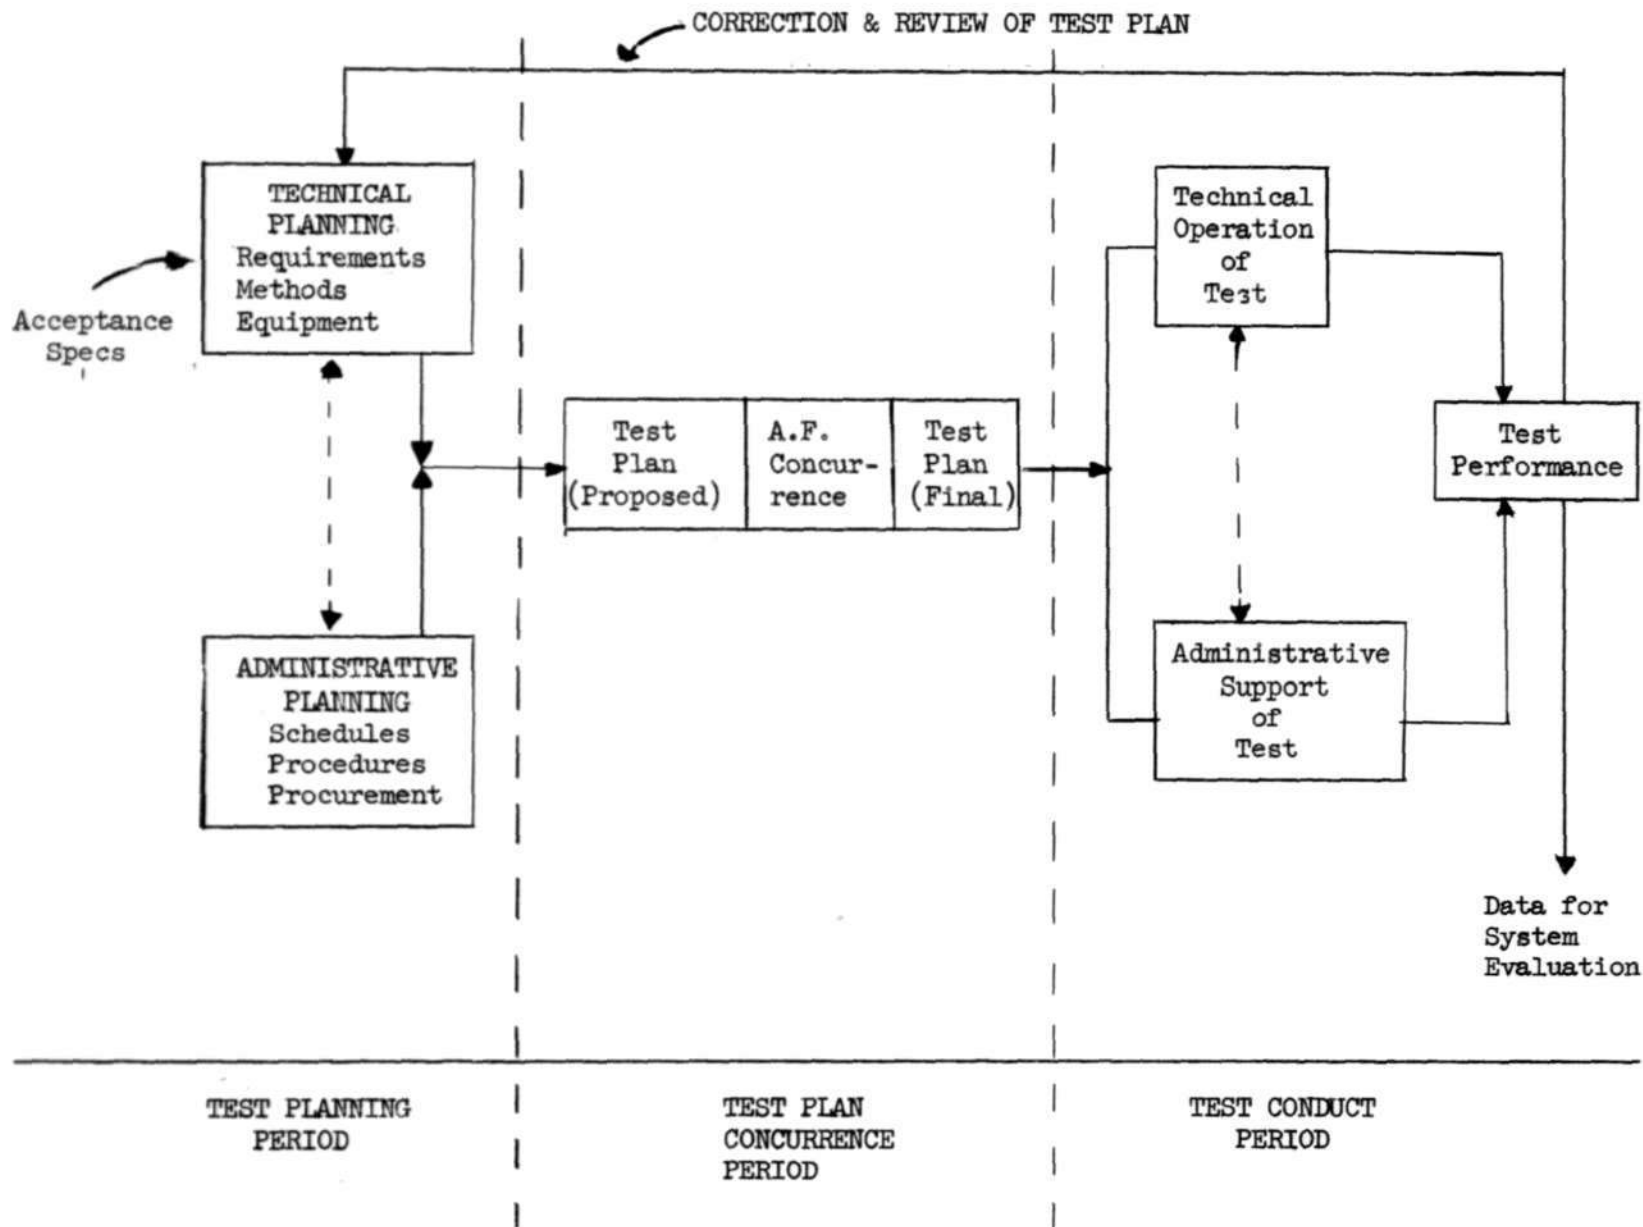 CORRECTION & REVIEW OF TEST PLAN
TECHNICAL
PLANNING
Requirements
Methods
Equipment
Acceptance
Specs
ADMINISTRATIVE
PLANNING
Schedules
Procedures
Procurement
Test
Plan
(Proposed)
A.F.
Concur-
rence
Test
Plan
(Final)
Technical
Operation
of
Test
Administrative
Support
of
Test
Test
Performance
Data for
System
Evaluation
TEST PLANNING
PERIOD
TEST PLAN
CONCURRENCE
PERIOD
TEST CONDUCT
PERIOD